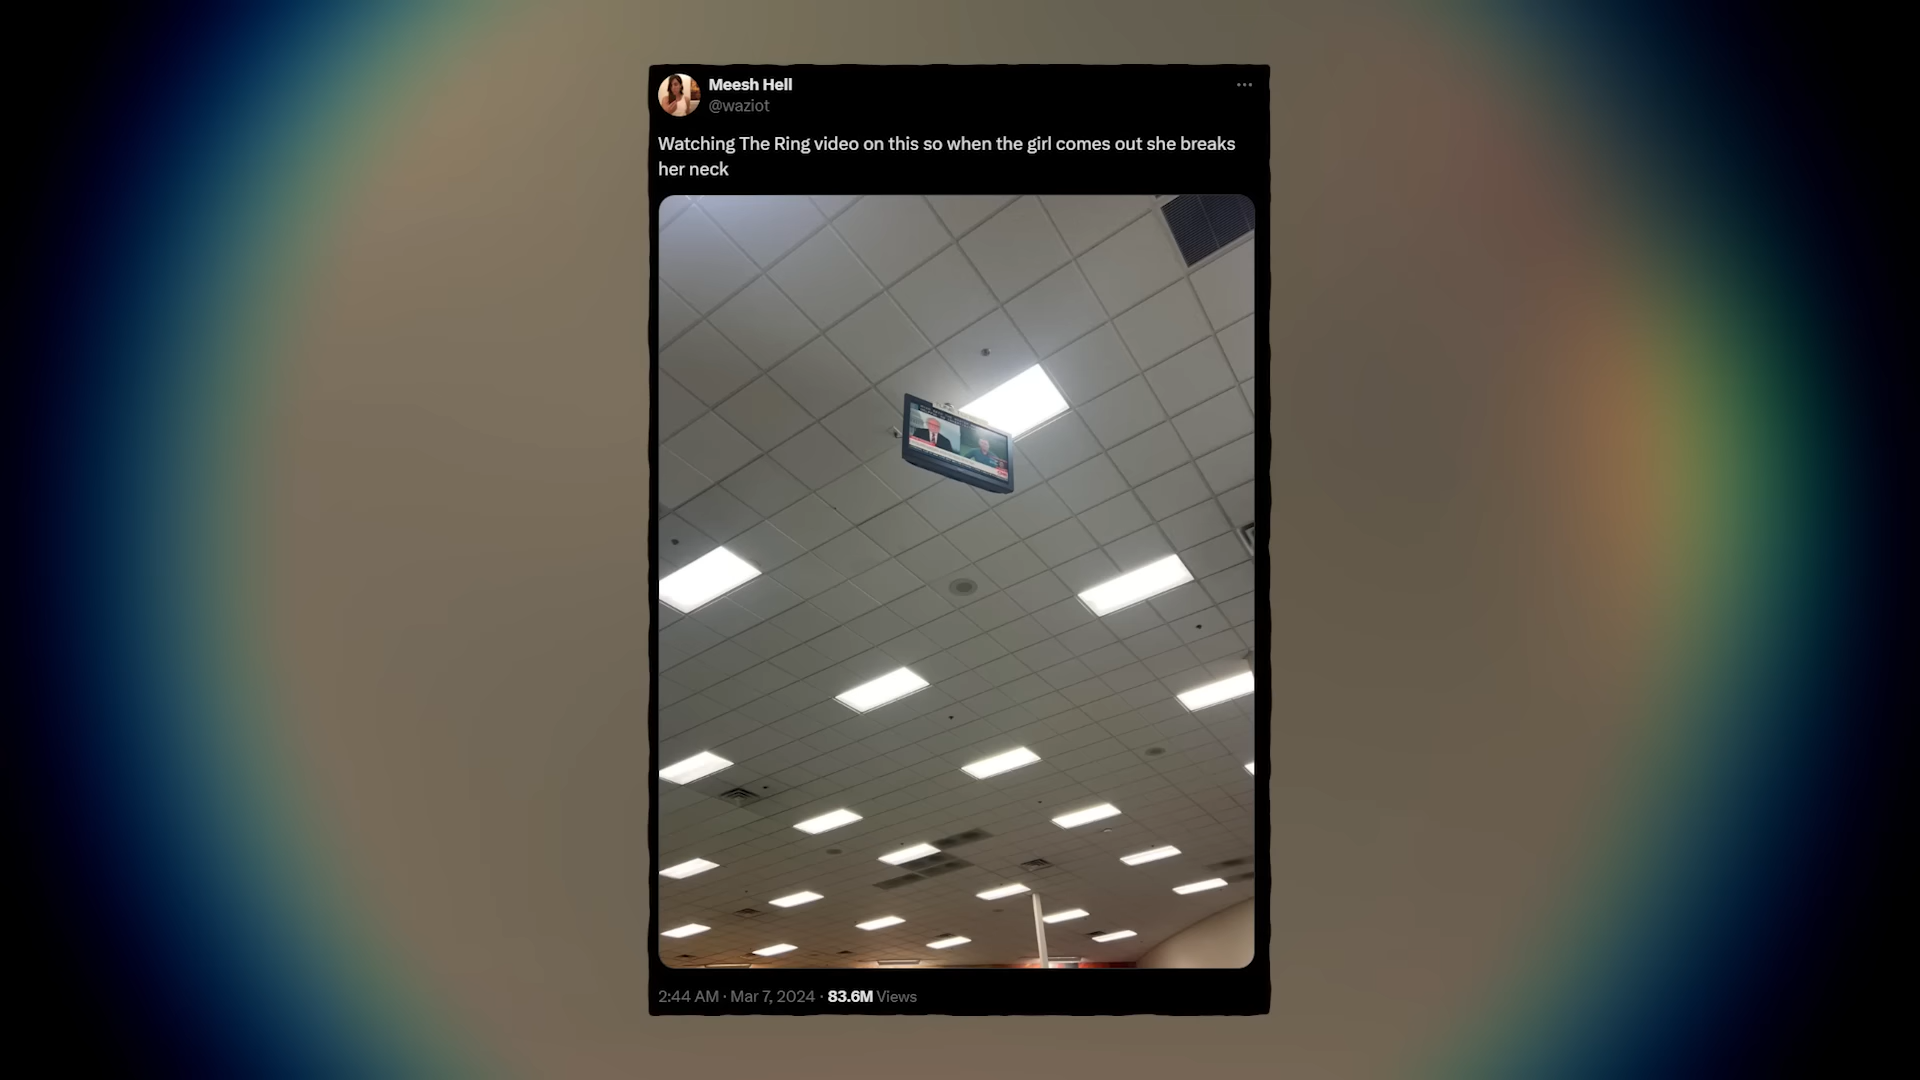 Meesh Hell
@waziot
Watching The Ring video on this so when the girl comes out she breaks
her neck
2:44 AM · Mar 7, 2024 · 83.6M Views